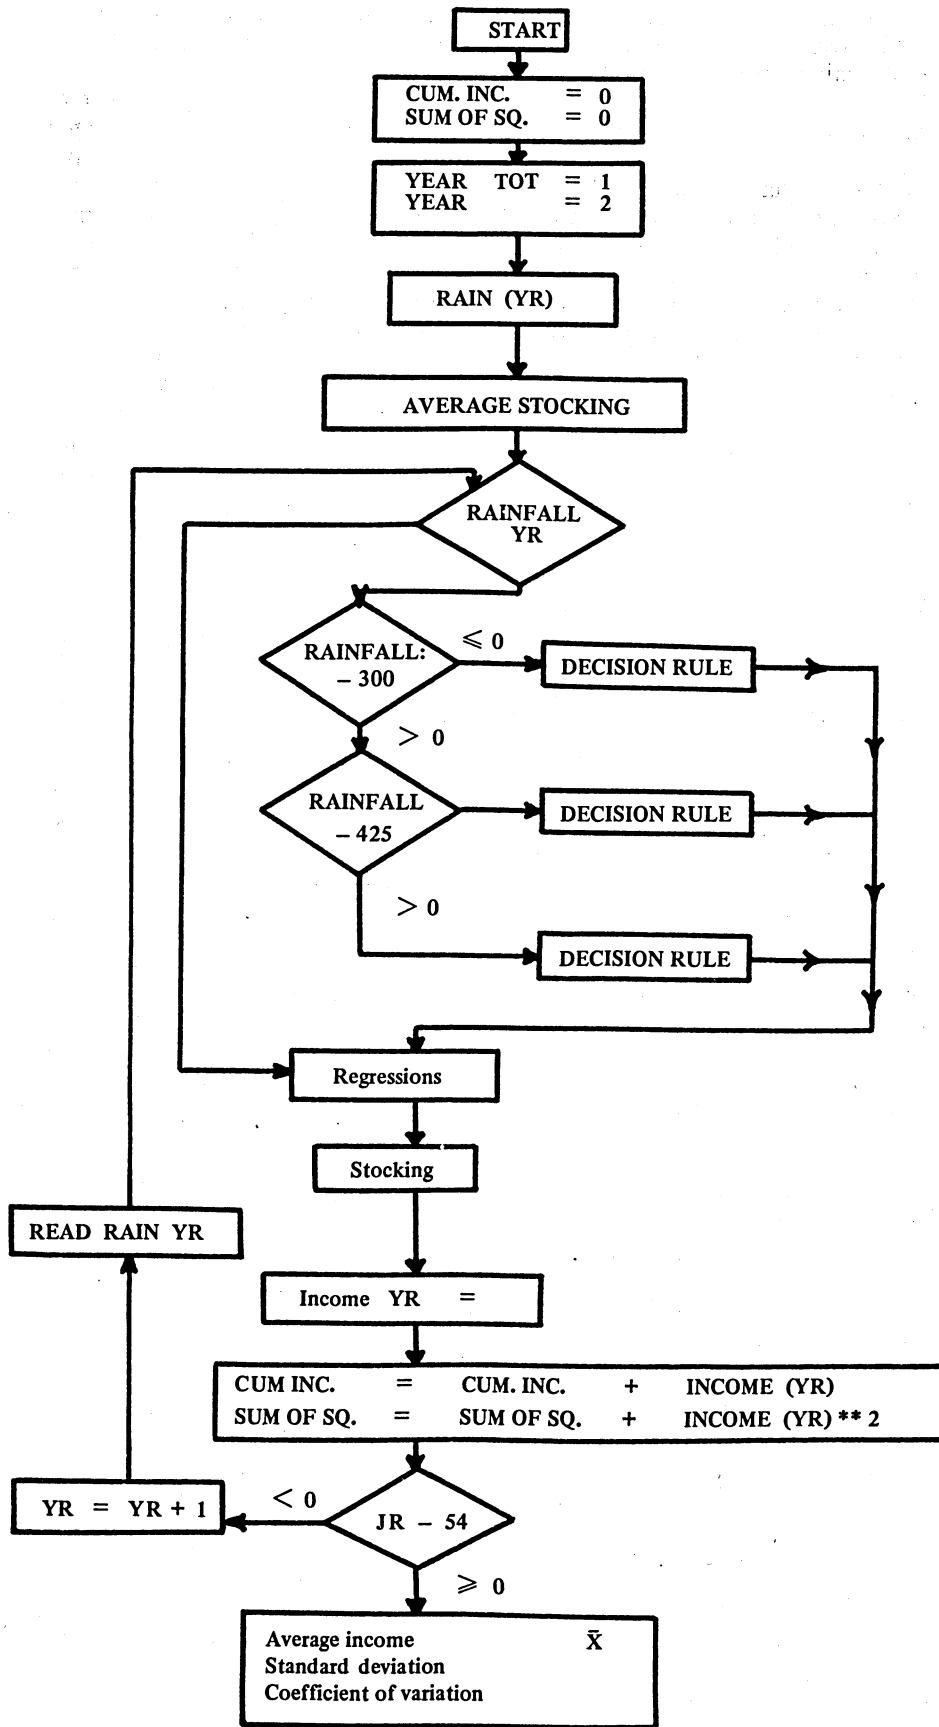 START
CUM. INC. = 0
SUM OF SQ. = 0
YEAR TOT = 1
YEAR = 2
RAIN (YR)
AVERAGE STOCKING
RAINFALL
YR
RAINFALL:
– 300
⩽ 0
DECISION RULE
> 0
RAINFALL
– 425
DECISION RULE
> 0
DECISION RULE
Regressions
Stocking
READ RAIN YR
Income YR =
CUM INC. = CUM. INC. + INCOME (YR)
SUM OF SQ. = SUM OF SQ. + INCOME (YR) ** 2
YR = YR + 1
< 0
JR – 54
⩾ 0
Average income X̄
Standard deviation
Coefficient of variation